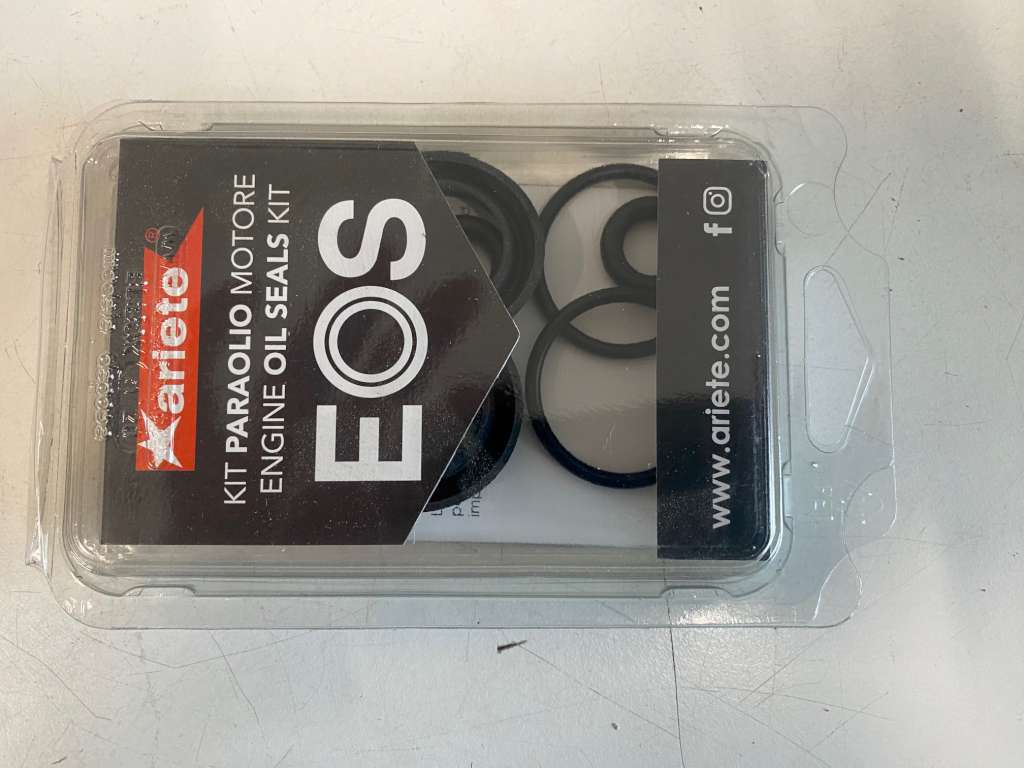 ariete®
KIT PARAOLIO MOTORE
ENGINE OIL SEALS KIT
EOS
www.ariete.com